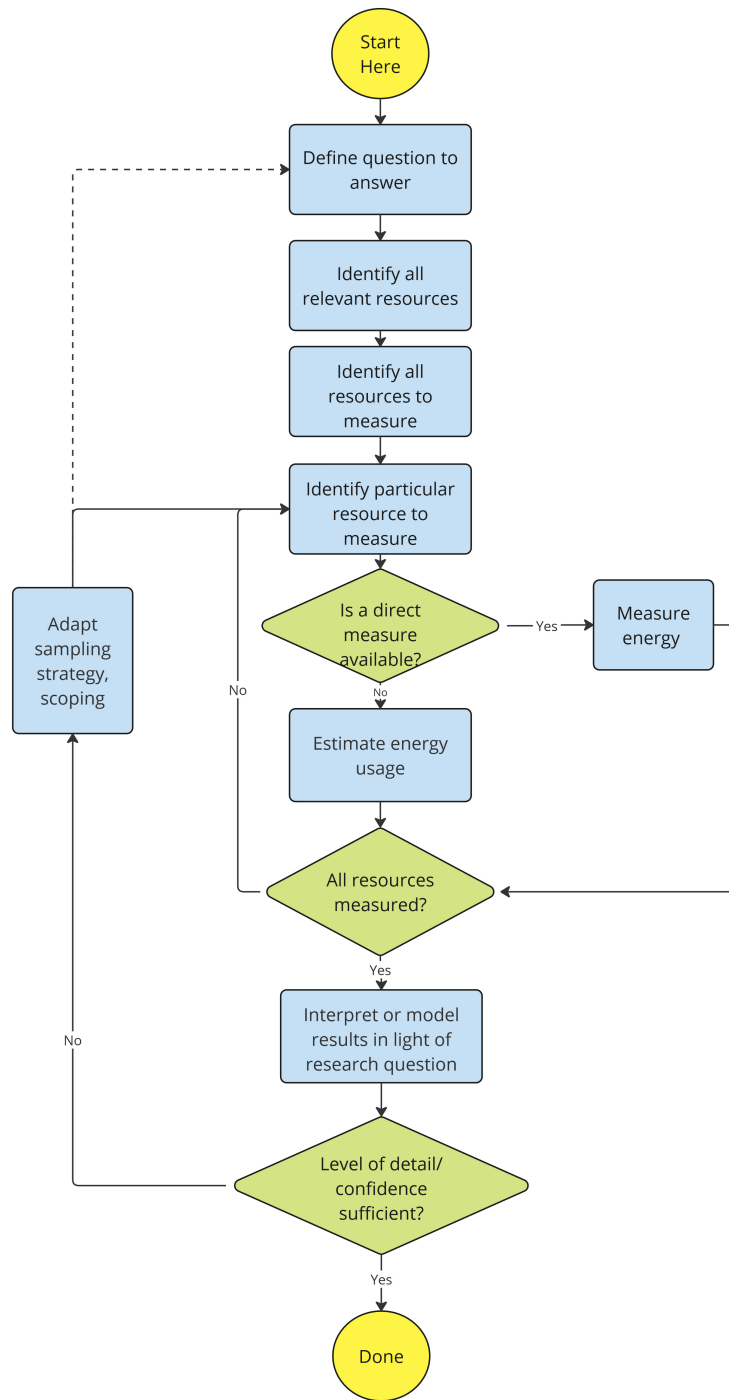 Start
Here
Define question to
answer
Identify all
relevant resources
Identify all
resources to
measure
Identify particular
resource to
measure
Is a direct
measure
available?
Yes
Measure
energy
Adapt
sampling
strategy,
scoping
No
No
Estimate energy
usage
All resources
measured?
Yes
Interpret or model
results in light of
research question
No
Level of detail/
confidence
sufficient?
Yes
Done